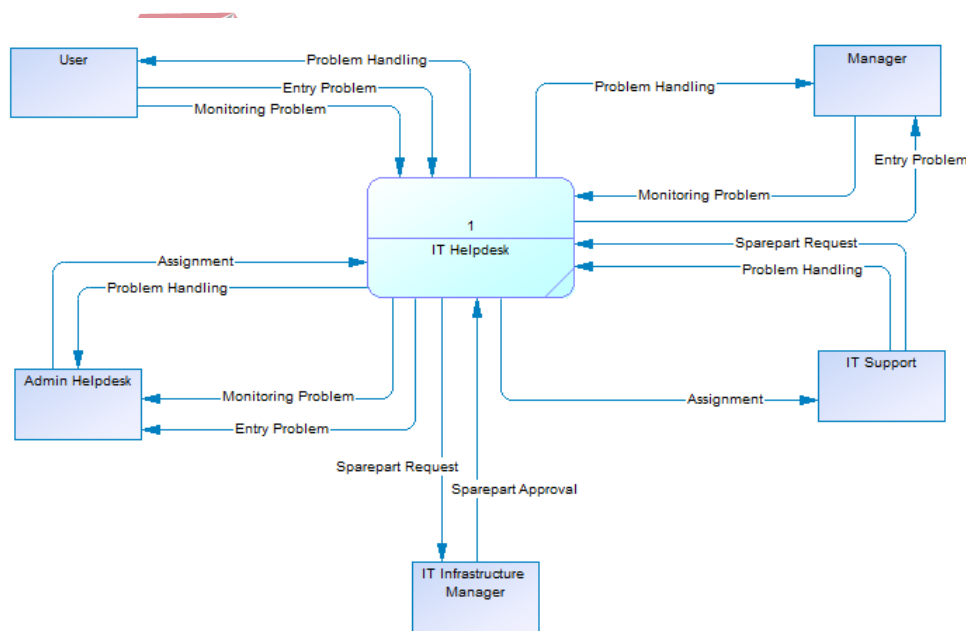 User
Problem Handling
Entry Problem
Monitoring Problem
Manager
Problem Handling
Entry Problem
Monitoring Problem
1
IT Helpdesk
Sparepart Request
Problem Handling
Assignment
Problem Handling
Admin Helpdesk
Monitoring Problem
Entry Problem
IT Support
Assignment
Sparepart Request
Sparepart Approval
IT Infrastructure
Manager